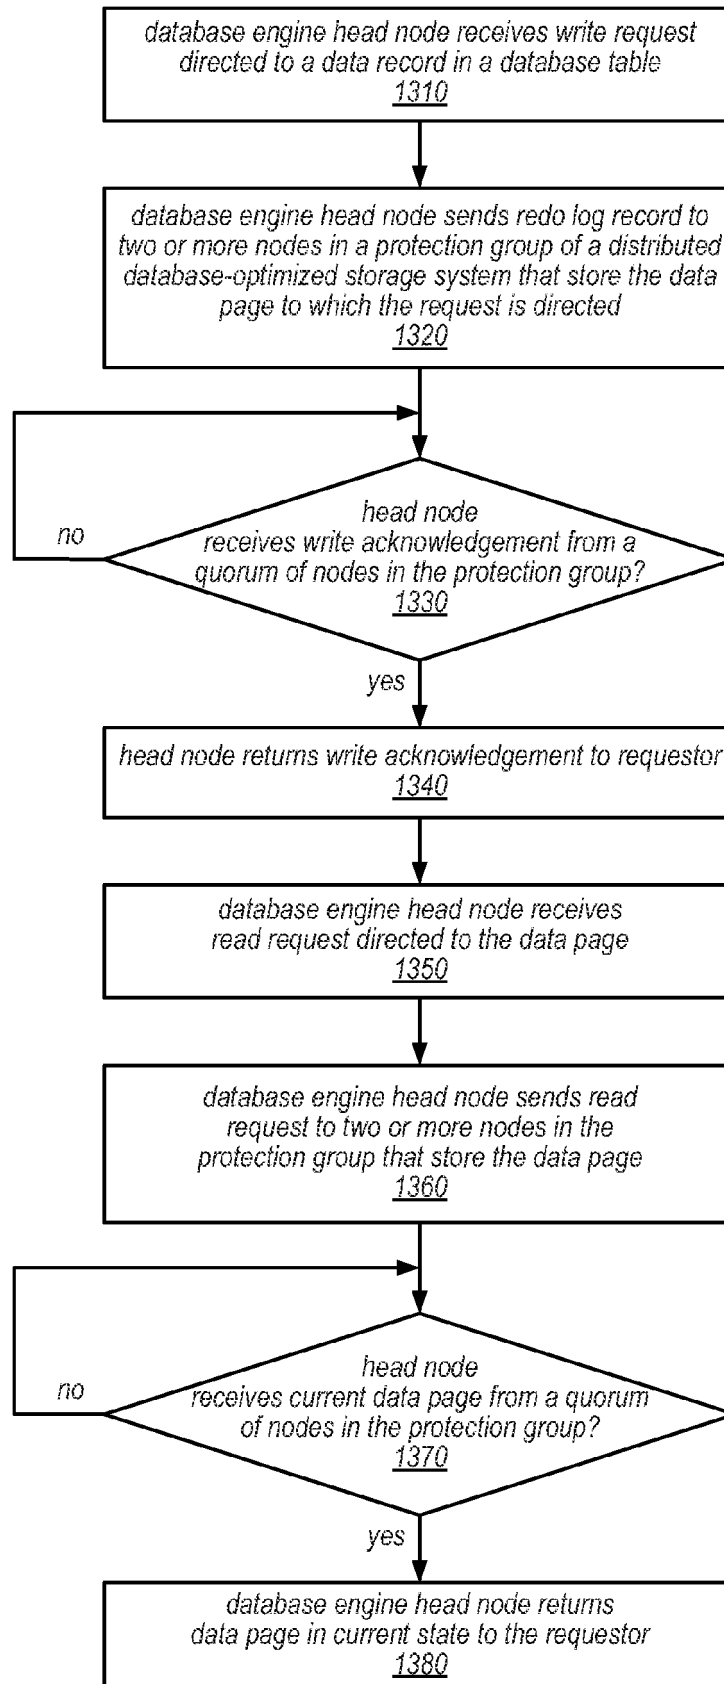 database engine head node receives write request
directed to a data record in a database table
1310
database engine head node sends redo log record to
two or more nodes in a protection group of a distributed
database-optimized storage system that store the data
page to which the request is directed
1320
head node
no
receives write acknowledgement from a
quorum of nodes in the protection group?
1330
yes
head node returns write acknowledgement to requestor
1340
database engine head node receives
read request directed to the data page
1350
database engine head node sends read
request to two or more nodes in the
protection group that store the data page
1360
head node
no
receives current data page from a quorum
of nodes in the protection group?
1370
yes
database engine head node returns
data page in current state to the requestor
1380